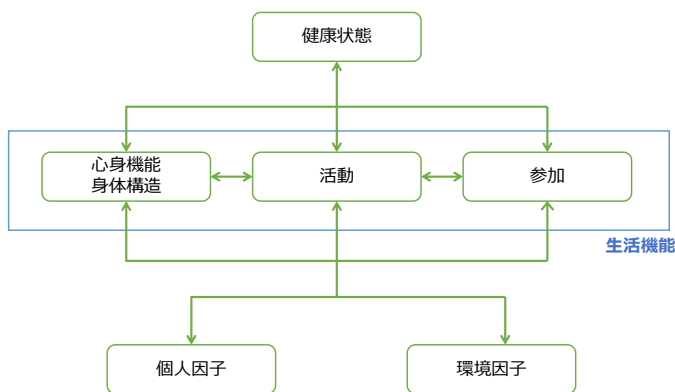 健康状態
心身機能
身体構造
活動
参加
生活機能
個人因子
環境因子